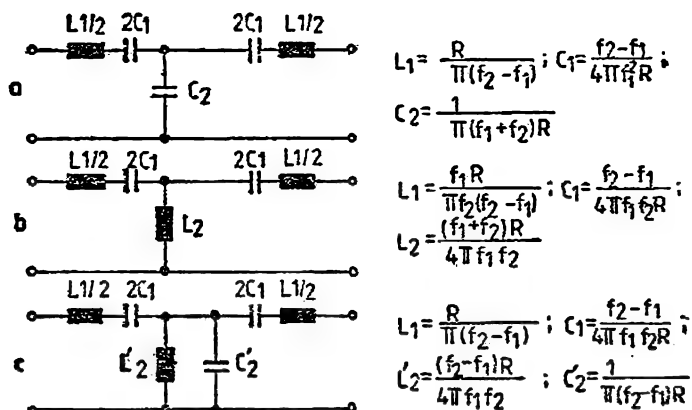 L1/2 2C1 2C1 L1/2
a
C2
L1 = R / π(f2 - f1) ; C1 = f2 - f1 / 4πf1²R ;
C2 = 1 / π(f1 + f2)R
L1/2 2C1 2C1 L1/2
b
L2
L1 = f1R / πf2(f2 - f1) ; C1 = f2 - f1 / 4πf1f2R ;
L2 = (f1 + f2)R / 4πf1f2
L1/2 2C1 2C1 L1/2
c
L'2 C'2
L1 = R / π(f2 - f1) ; C1 = f2 - f1 / 4πf1f2R ;
L'2 = (f2 - f1)R / 4πf1f2 ; C'2 = 1 / π(f2 - f1)R